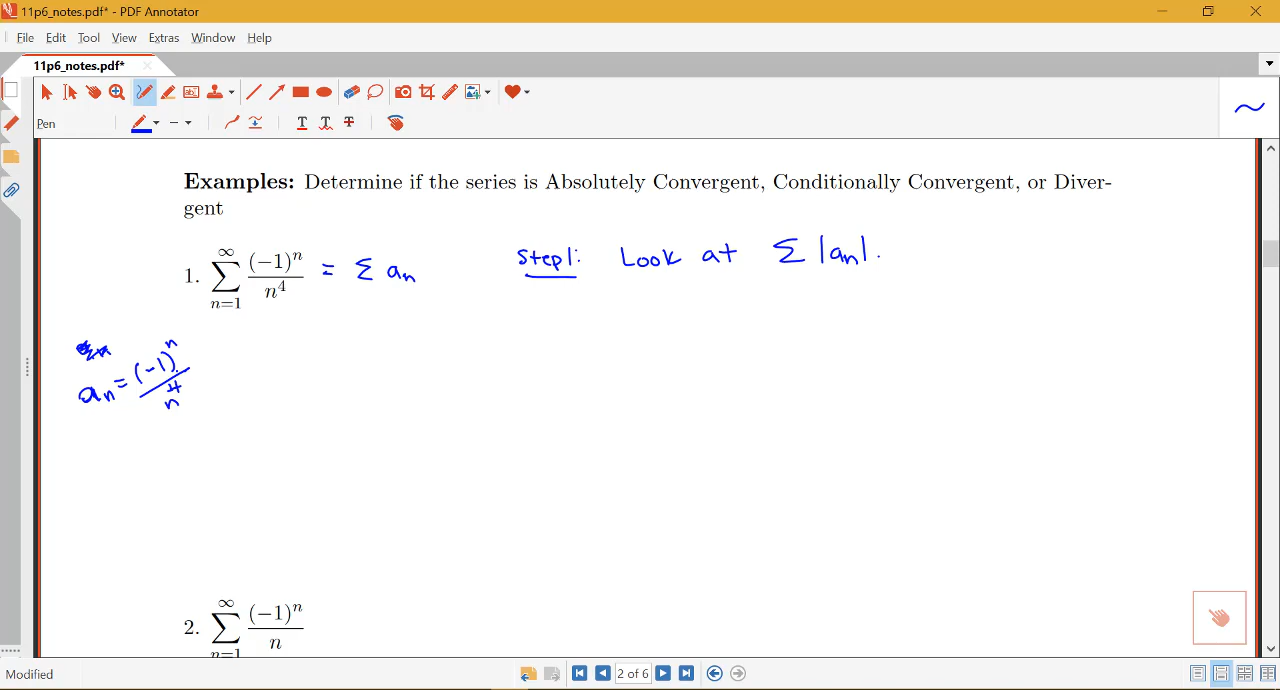 11p6_notes.pdf* - PDF Annotator
File Edit Tool View Extras Window Help
11p6_notes.pdf*
Pen
Examples: Determine if the series is Absolutely Convergent, Conditionally Convergent, or Diver-
gent
1. ∑_{n=1}^{∞} (-1)^n / n^4 = Σ a_n
Step 1: Look at Σ |a_n|.
a_n = (-1)^n / n^4
2. ∑_{n=1}^{∞} (-1)^n / n
Modified
2 of 6